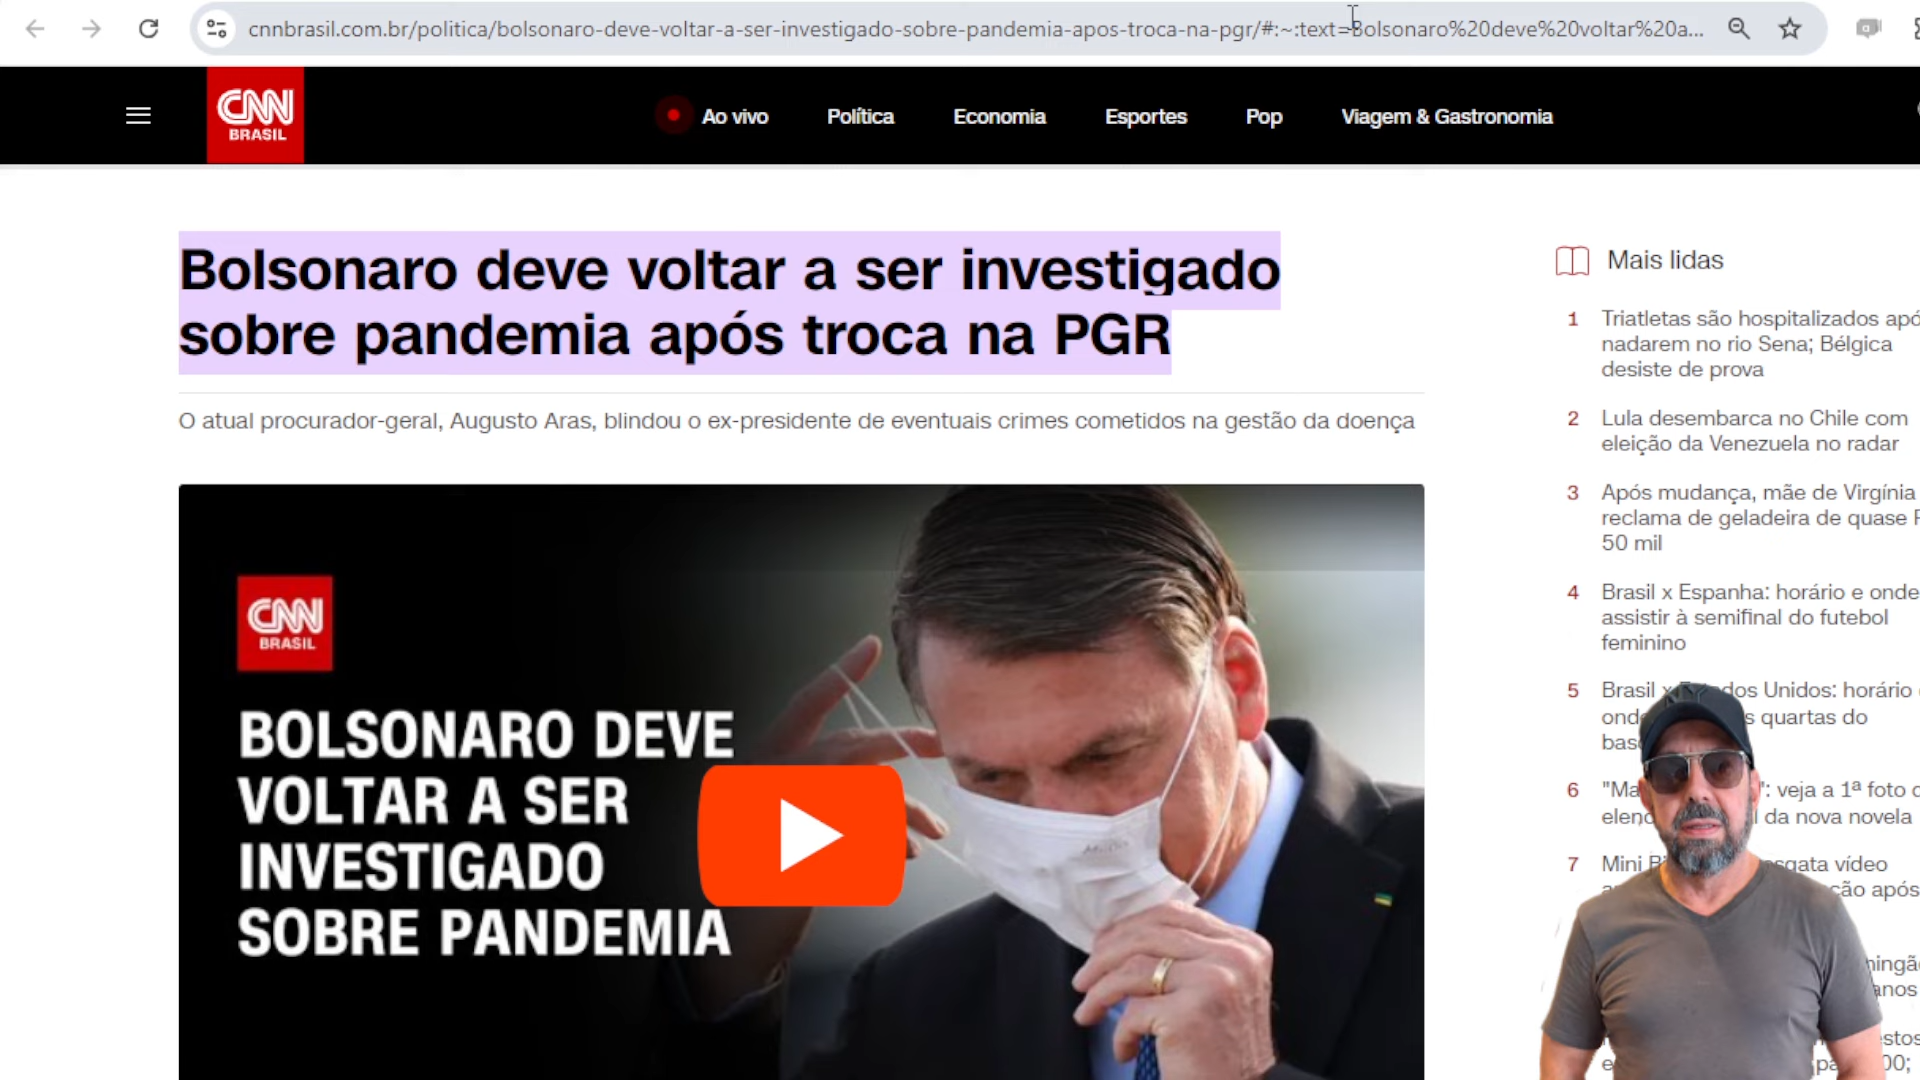 cnnbrasil.com.br/politica/bolsonaro-deve-voltar-a-ser-investigado-sobre-pandemia-apos-troca-na-pgr/#:~:text=Bolsonaro%20deve%20voltar%20a...
CNN BRASIL
Ao vivo
Política
Economia
Esportes
Pop
Viagem & Gastronomia
Bolsonaro deve voltar a ser investigado
sobre pandemia após troca na PGR
O atual procurador-geral, Augusto Aras, blindou o ex-presidente de eventuais crimes cometidos na gestão da doença
CNN
BRASIL
BOLSONARO DEVE
VOLTAR A SER
INVESTIGADO
SOBRE PANDEMIA
Mais lidas
1 Triatletas são hospitalizados apó
nadarem no rio Sena; Bélgica
desiste de prova
2 Lula desembarca no Chile com
eleição da Venezuela no radar
3 Após mudança, mãe de Virgínia
reclama de geladeira de quase
50 mil
4 Brasil x Espanha: horário e onde
assistir à semifinal do futebol
feminino
5 Brasil x Estados Unidos: horário
quartas do
6 veja a 1ª foto
da nova novela
7 Mini vídeo
após
anos